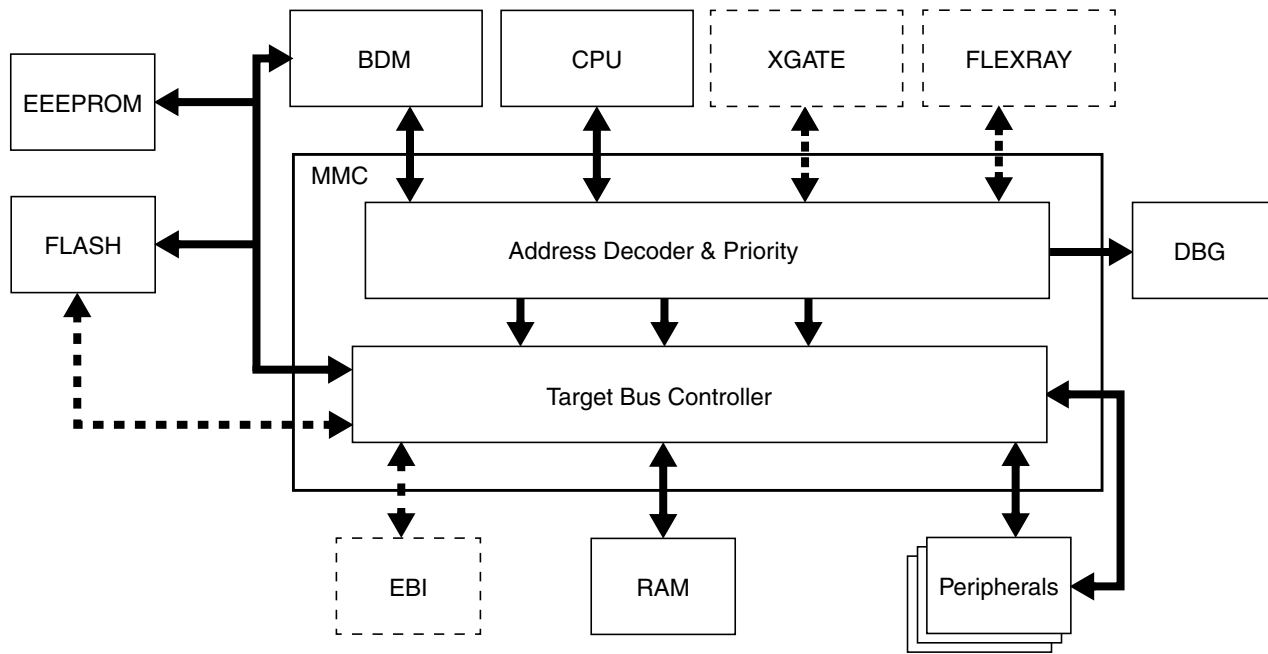 BDM
CPU
XGATE
FLEXRAY
EEEPROM
MMC
FLASH
Address Decoder & Priority
DBG
Target Bus Controller
EBI
RAM
Peripherals